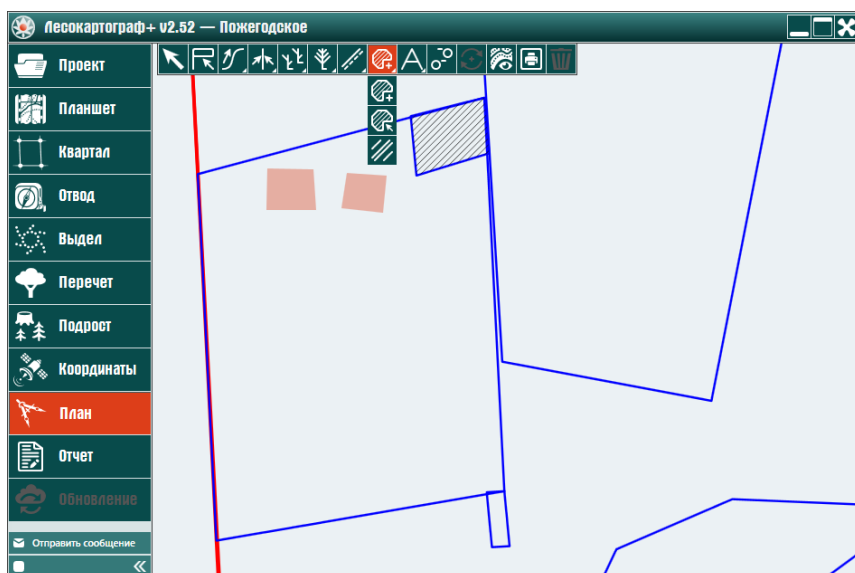 Лесокартограф+ v2.52 — Пожегодское
Проект
Планшет
Квартал
Отвод
Выдел
Перечет
Подрост
Координаты
План
Отчет
Обновление
Отправить сообщение